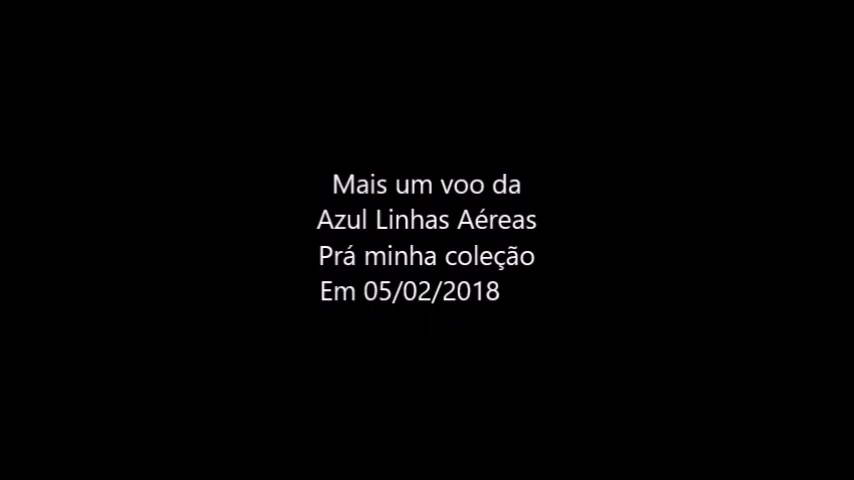 Mais um voo da
Azul Linhas Aéreas
Prá minha coleção
Em 05/02/2018